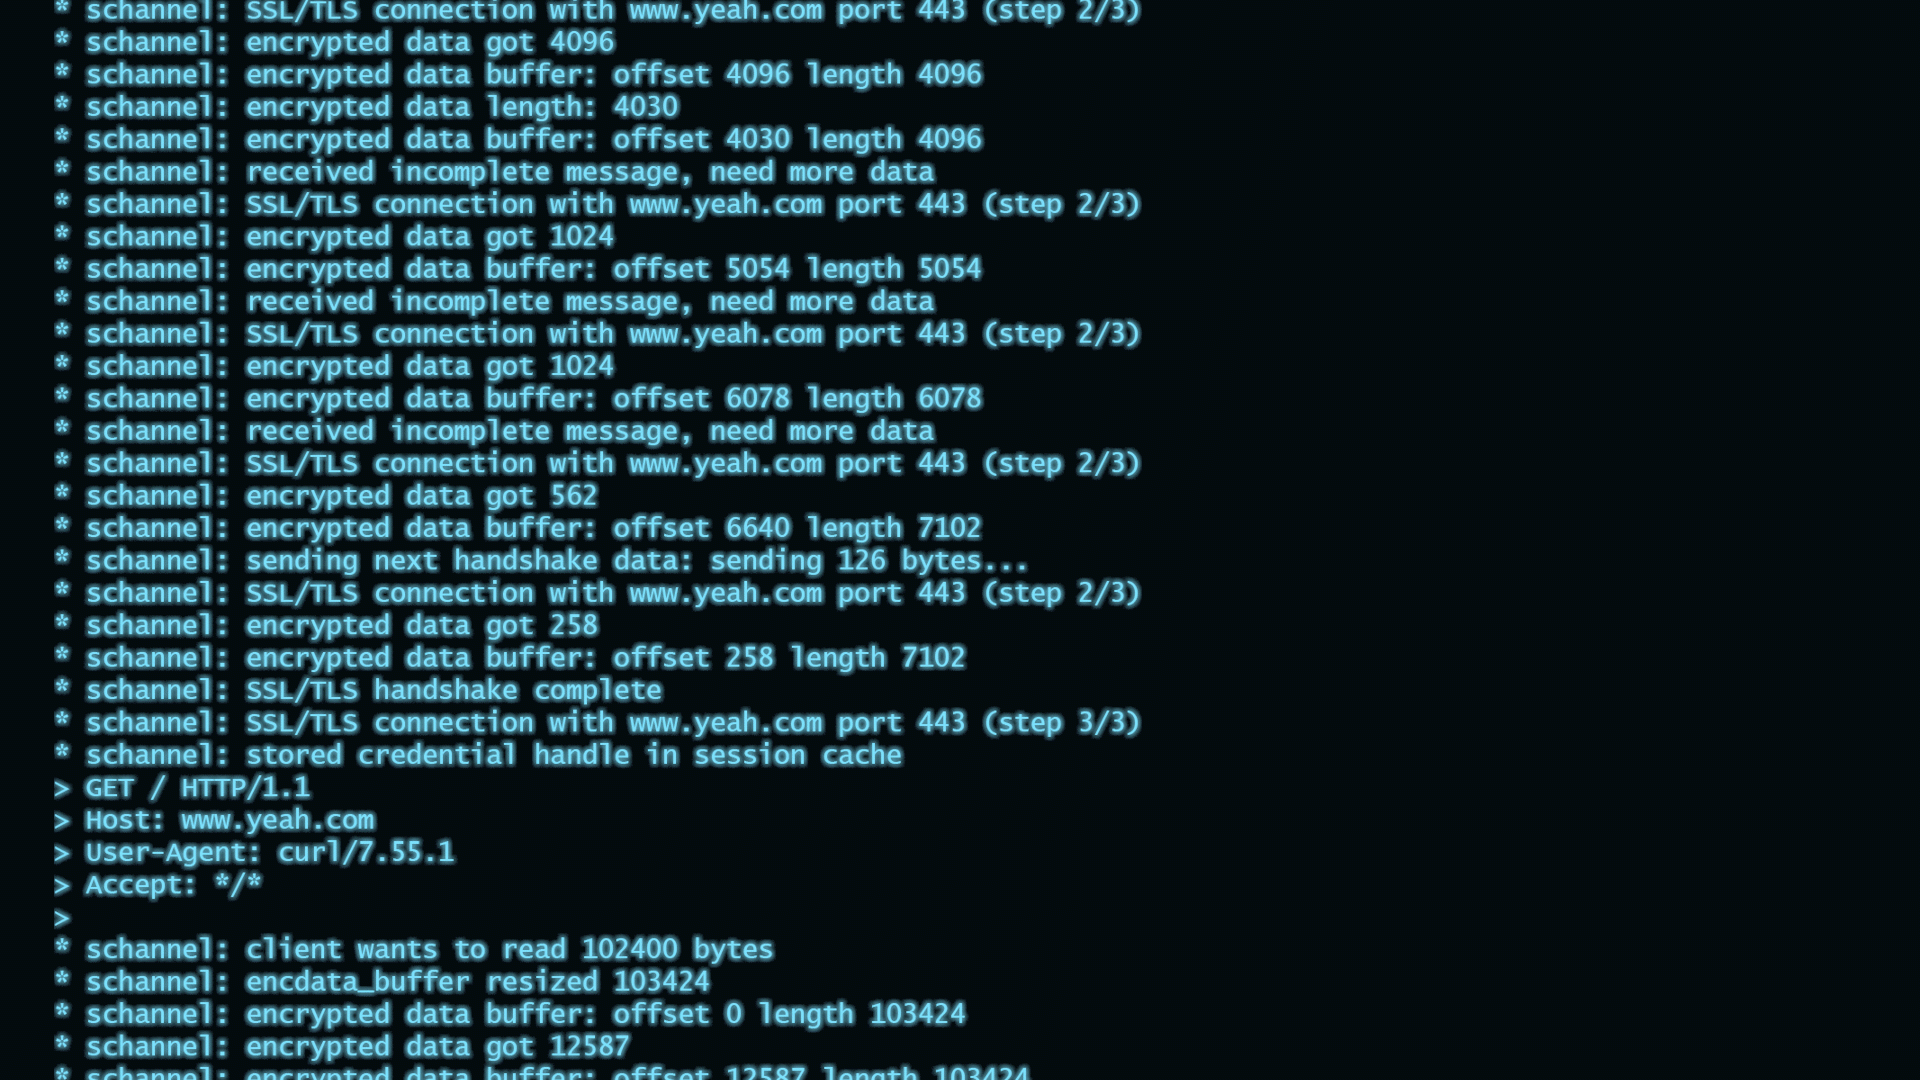 * schannel: SSL/TLS connection with www.yeah.com port 443 (step 2/3)
* schannel: encrypted data got 4096
* schannel: encrypted data buffer: offset 4096 length 4096
* schannel: encrypted data length: 4030
* schannel: encrypted data buffer: offset 4030 length 4096
* schannel: received incomplete message, need more data
* schannel: SSL/TLS connection with www.yeah.com port 443 (step 2/3)
* schannel: encrypted data got 1024
* schannel: encrypted data buffer: offset 5054 length 5054
* schannel: received incomplete message, need more data
* schannel: SSL/TLS connection with www.yeah.com port 443 (step 2/3)
* schannel: encrypted data got 1024
* schannel: encrypted data buffer: offset 6078 length 6078
* schannel: received incomplete message, need more data
* schannel: SSL/TLS connection with www.yeah.com port 443 (step 2/3)
* schannel: encrypted data got 562
* schannel: encrypted data buffer: offset 6640 length 7102
* schannel: sending next handshake data: sending 126 bytes...
* schannel: SSL/TLS connection with www.yeah.com port 443 (step 2/3)
* schannel: encrypted data got 258
* schannel: encrypted data buffer: offset 258 length 7102
* schannel: SSL/TLS handshake complete
* schannel: SSL/TLS connection with www.yeah.com port 443 (step 3/3)
* schannel: stored credential handle in session cache
> GET / HTTP/1.1
> Host: www.yeah.com
> User-Agent: curl/7.55.1
> Accept: */*
>
* schannel: client wants to read 102400 bytes
* schannel: encdata_buffer resized 103424
* schannel: encrypted data buffer: offset 0 length 103424
* schannel: encrypted data got 12587
* schannel: encrypted data buffer: offset 12587 length 103424